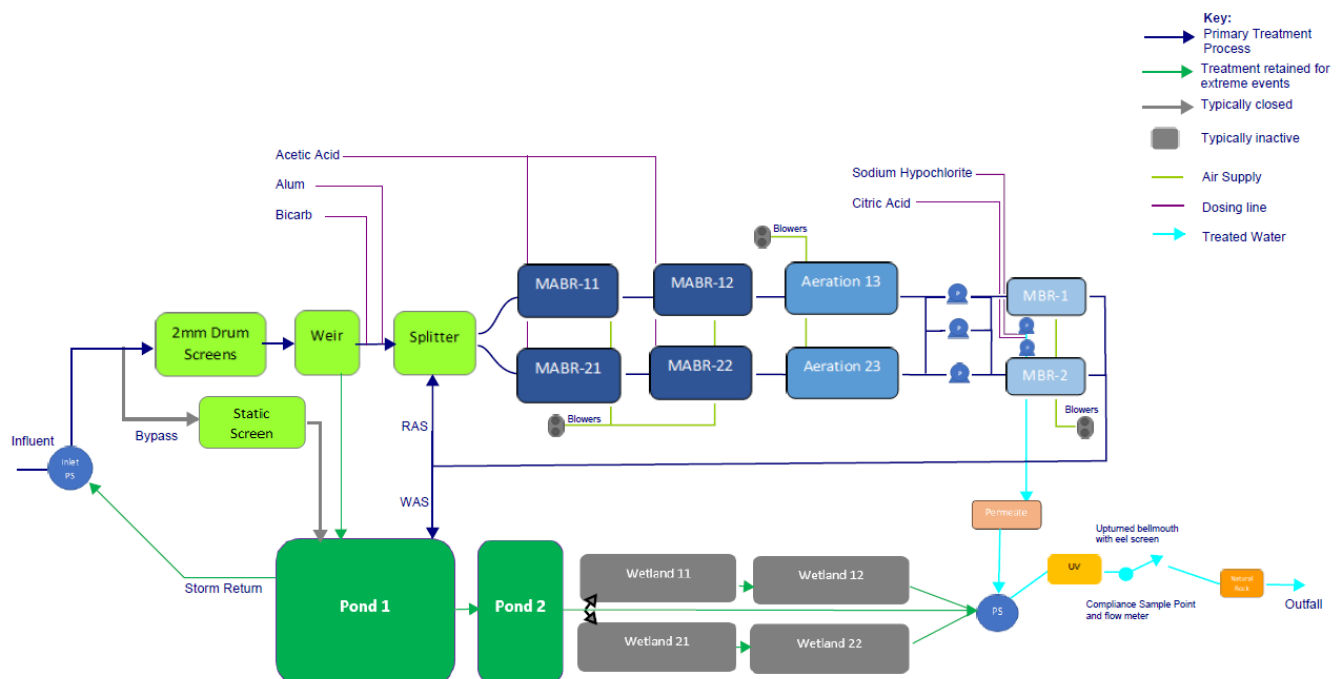 Key:
Primary Treatment
Process
Treatment retained for
extreme events
Typically closed
Typically inactive
Air Supply
Dosing line
Treated Water
Acetic Acid
Alum
Bicarb
Sodium Hypochlorite
Citric Acid
Blowers
MABR-11
MABR-12
Aeration 13
P
MBR-1
2mm Drum
Screens
Weir
Splitter
P
P
P
MABR-21
MABR-22
Aeration 23
P
MBR-2
Static
Screen
Bypass
Influent
Inlet
PS
Blowers
Blowers
RAS
WAS
Permeate
Upturned bellmouth
with eel screen
Storm Return
Pond 1
Pond 2
Wetland 11
Wetland 12
Wetland 21
Wetland 22
PS
UV
Compliance Sample Point
and flow meter
Natural
Rock
Outfall